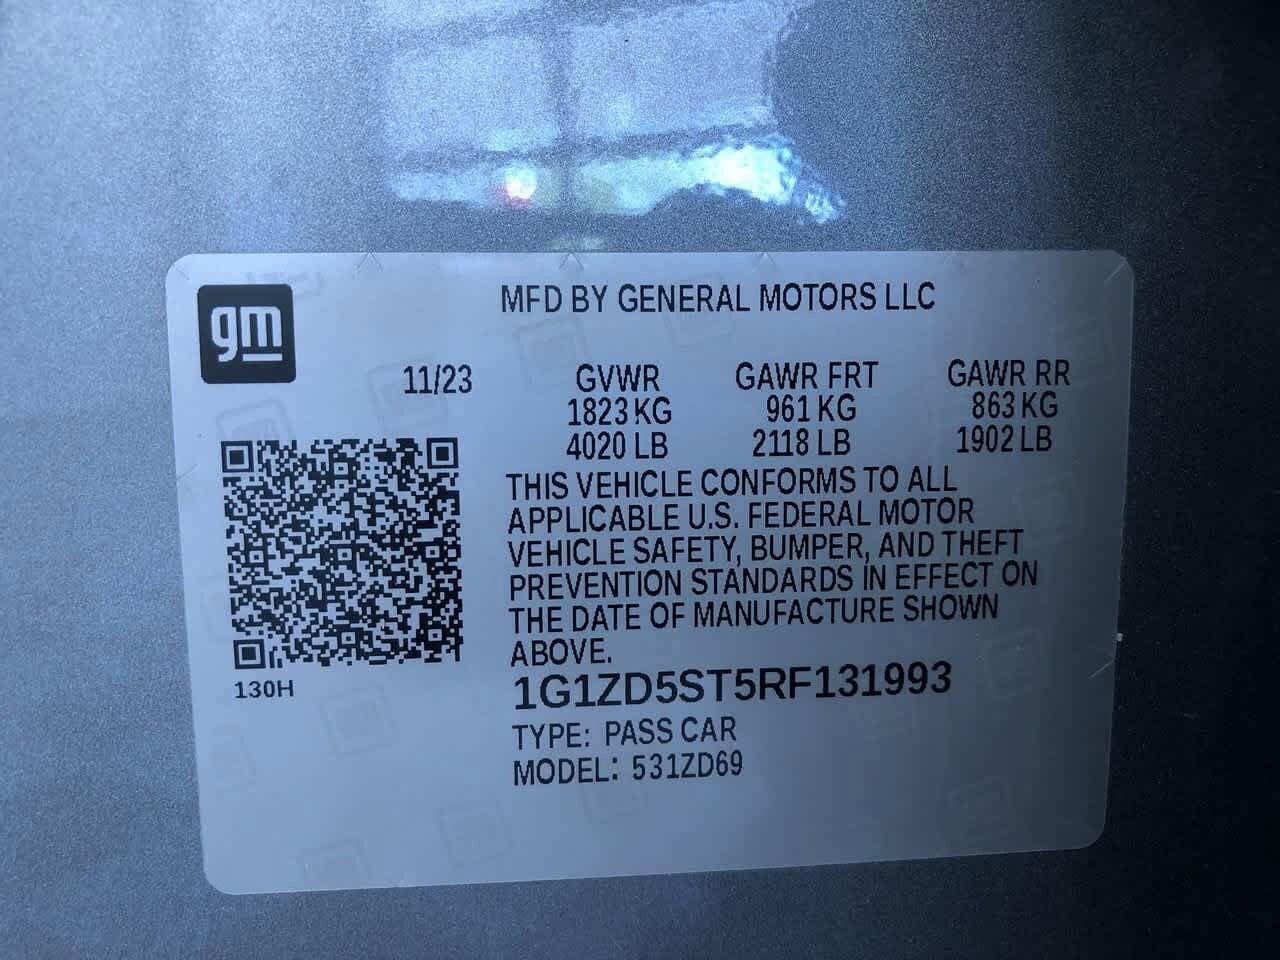 gm
MFD BY GENERAL MOTORS LLC
11/23 GVWR GAWR FRT GAWR RR
1823 KG 961 KG 863 KG
4020 LB 2118 LB 1902 LB
THIS VEHICLE CONFORMS TO ALL
APPLICABLE U.S. FEDERAL MOTOR
VEHICLE SAFETY, BUMPER, AND THEFT
PREVENTION STANDARDS IN EFFECT ON
THE DATE OF MANUFACTURE SHOWN
ABOVE.
130H
1G1ZD5ST5RF131993
TYPE: PASS CAR
MODEL: 531ZD69